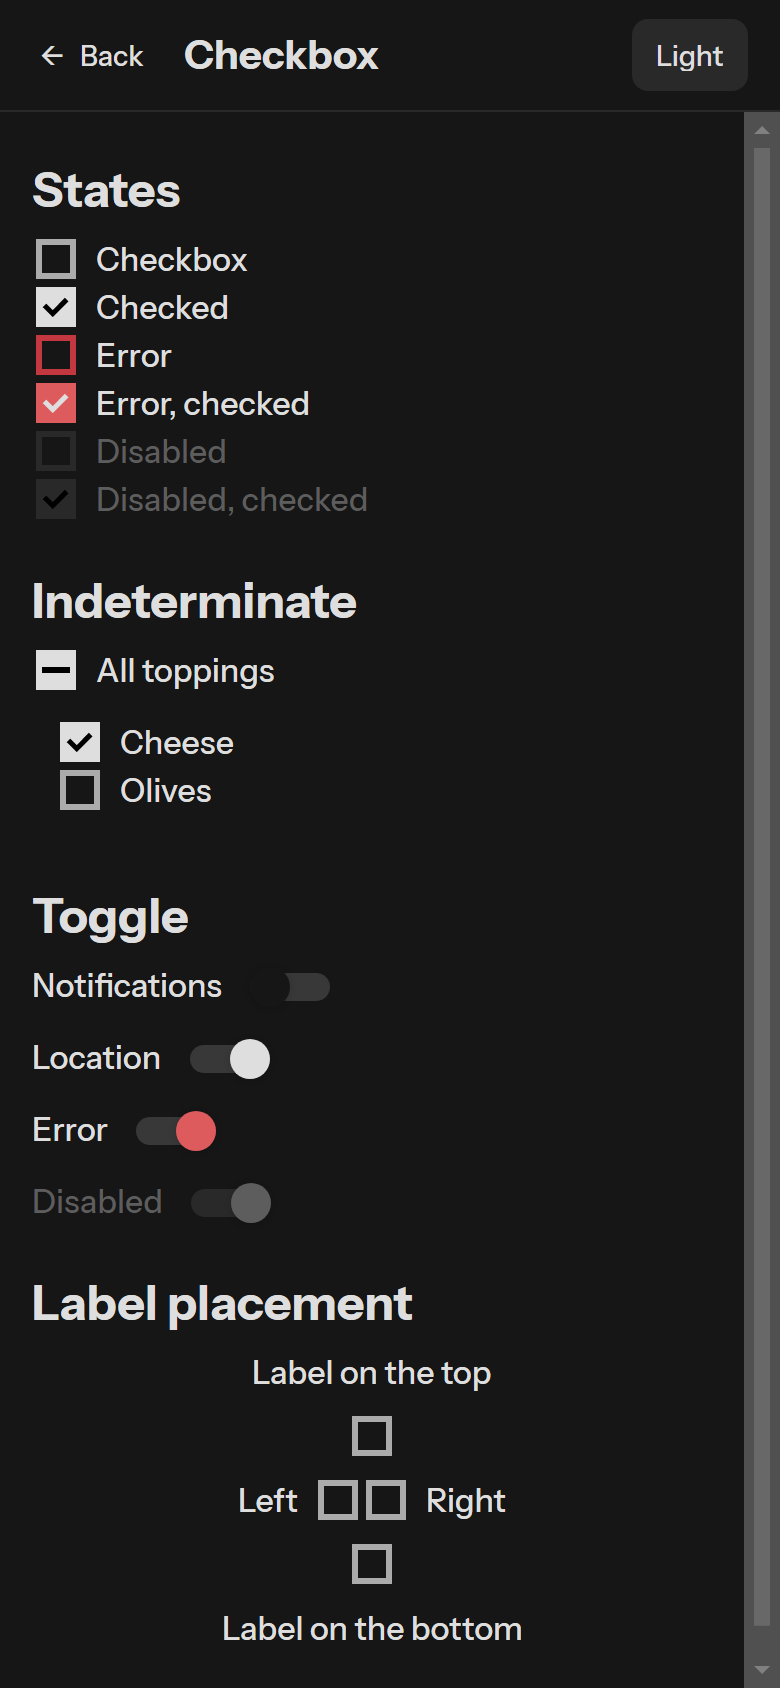 Back Checkbox Light
States
Checkbox
Checked
Error
Error, checked
Disabled
Disabled, checked
Indeterminate
All toppings
Cheese
Olives
Toggle
Notifications
Location
Error
Disabled
Label placement
Label on the top
Left Right
Label on the bottom